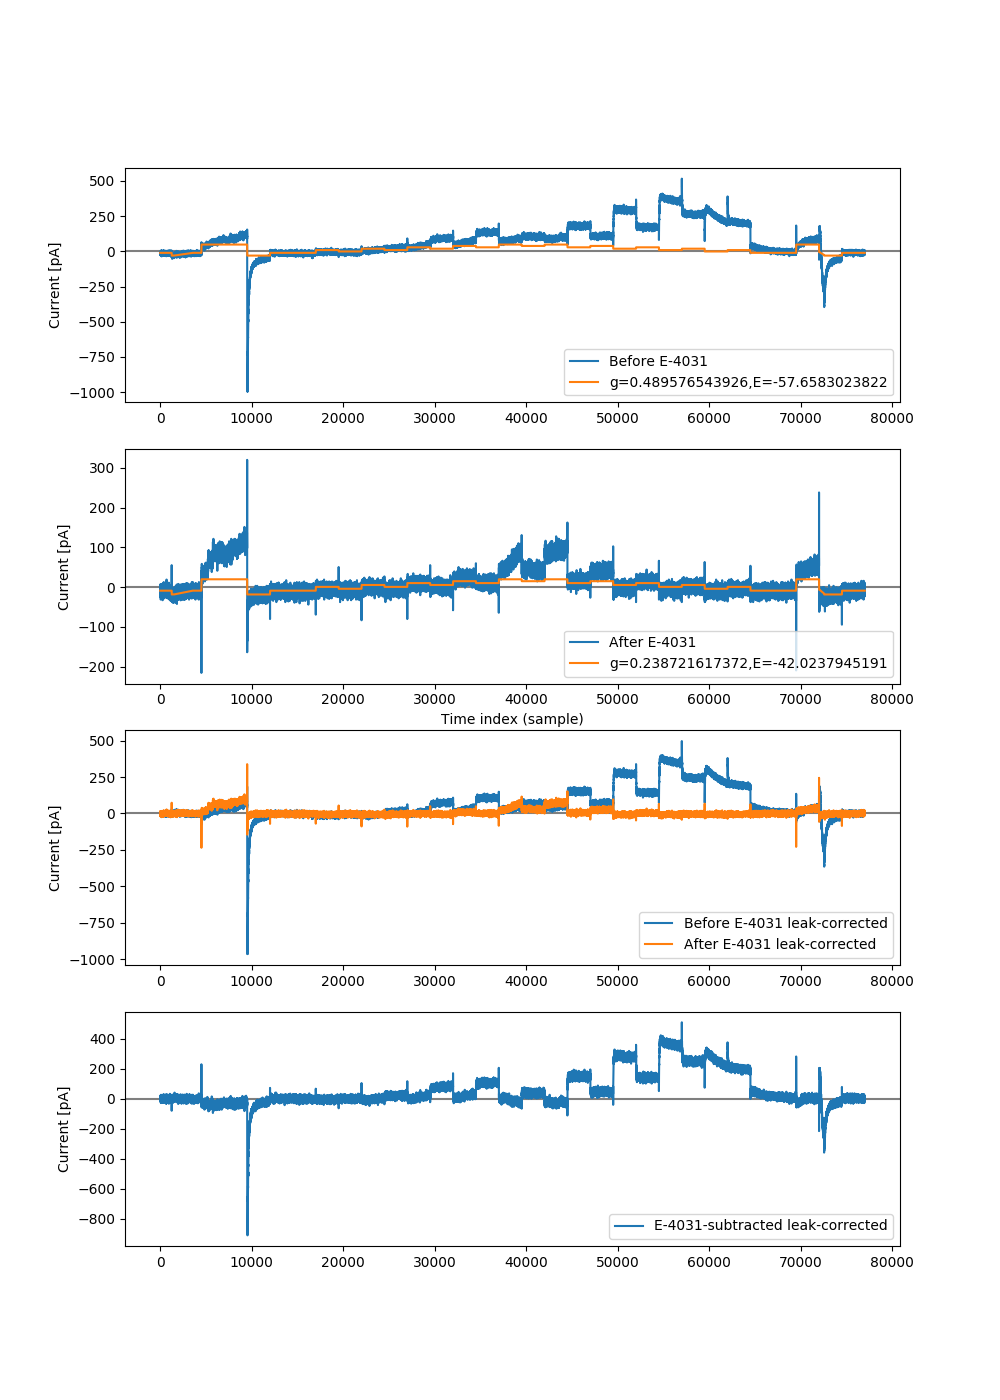 500
250
0
−250
−500
−750
−1000
Current [pA]
Before E-4031
g=0.489576543926,E=-57.6583023822
0 10000 20000 30000 40000 50000 60000 70000 80000
300
200
100
0
−100
−200
Current [pA]
After E-4031
g=0.238721617372,E=-42.0237945191
0 10000 20000 30000 40000 50000 60000 70000 80000
Time index (sample)
500
250
0
−250
−500
−750
−1000
Current [pA]
Before E-4031 leak-corrected
After E-4031 leak-corrected
0 10000 20000 30000 40000 50000 60000 70000 80000
400
200
0
−200
−400
−600
−800
Current [pA]
E-4031-subtracted leak-corrected
0 10000 20000 30000 40000 50000 60000 70000 80000